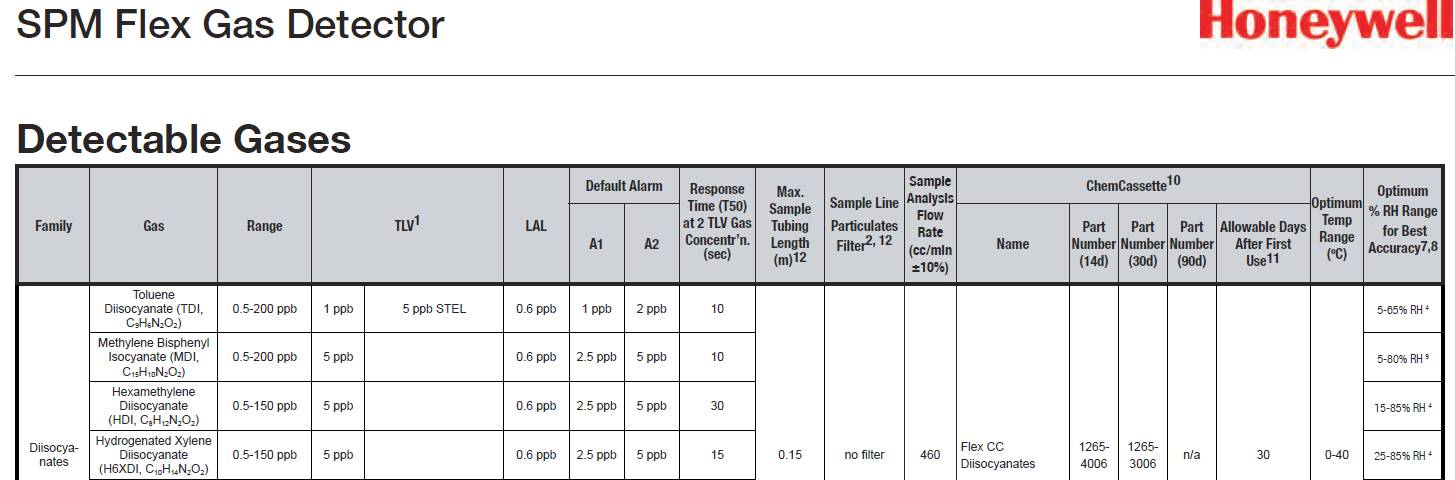 SPM Flex Gas Detector
Honeywell
Detectable Gases
Family
Gas
Range
TLV1
LAL
Default Alarm
A1
A2
Response
Time (T50)
at 2 TLV Gas
Concentr'n.
(sec)
Max.
Sample
Tubing
Length
(m)12
Sample Line
Particulates
Filter2, 12
Sample
Analysis
Flow
Rate
(cc/min
±10%)
ChemCassette10
Name
Part
Number
(14d)
Part
Number
(30d)
Part
Number
(90d)
Allowable Days
After First
Use11
Optimum
Temp
Range
(ºC)
Optimum
% RH Range
for Best
Accuracy7,8
Diisocya-
nates
Toluene
Diisocyanate (TDI,
C₉H₆N₂O₂)
0.5-200 ppb
1 ppb
5 ppb STEL
0.6 ppb
1 ppb
2 ppb
10
5-65% RH ⁴
Methylene Bisphenyl
Isocyanate (MDI,
C₁₅H₁₀N₂O₂)
0.5-200 ppb
5 ppb
0.6 ppb
2.5 ppb
5 ppb
10
5-80% RH ⁹
Hexamethylene
Diisocyanate
(HDI, C₈H₁₂N₂O₂)
0.5-150 ppb
5 ppb
0.6 ppb
2.5 ppb
5 ppb
30
15-85% RH ⁴
Hydrogenated Xylene
Diisocyanate
(H6XDI, C₁₀H₁₄N₂O₂)
0.5-150 ppb
5 ppb
0.6 ppb
2.5 ppb
5 ppb
15
0.15
no filter
460
Flex CC
Diisocyanates
1265-
4006
1265-
3006
n/a
30
0-40
25-85% RH ⁴